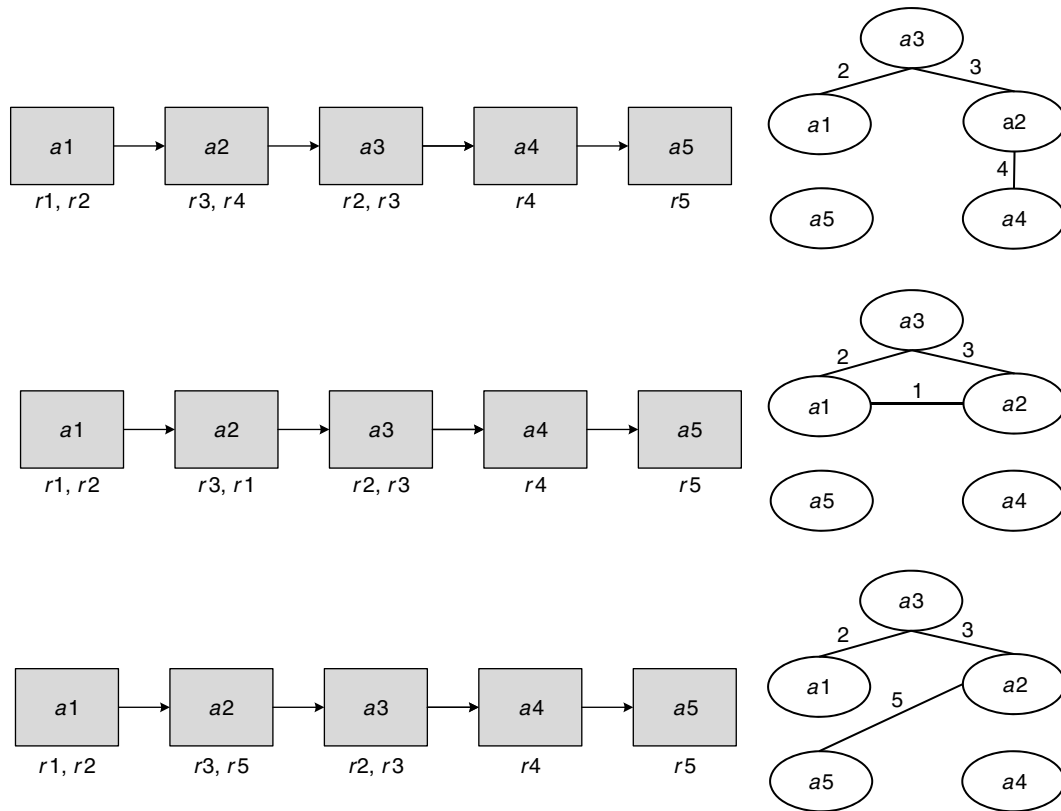 a3
2 3
a1 a2 a3 a4 a5 a1 a2
r1, r2 r3, r4 r2, r3 r4 r5
4
a5 a4
a3
2 3
a1 a2 a3 a4 a5 a1 1 a2
r1, r2 r3, r1 r2, r3 r4 r5
a5 a4
a3
2 3
a1 a2 a3 a4 a5 a1 a2
5
r1, r2 r3, r5 r2, r3 r4 r5
a5 a4